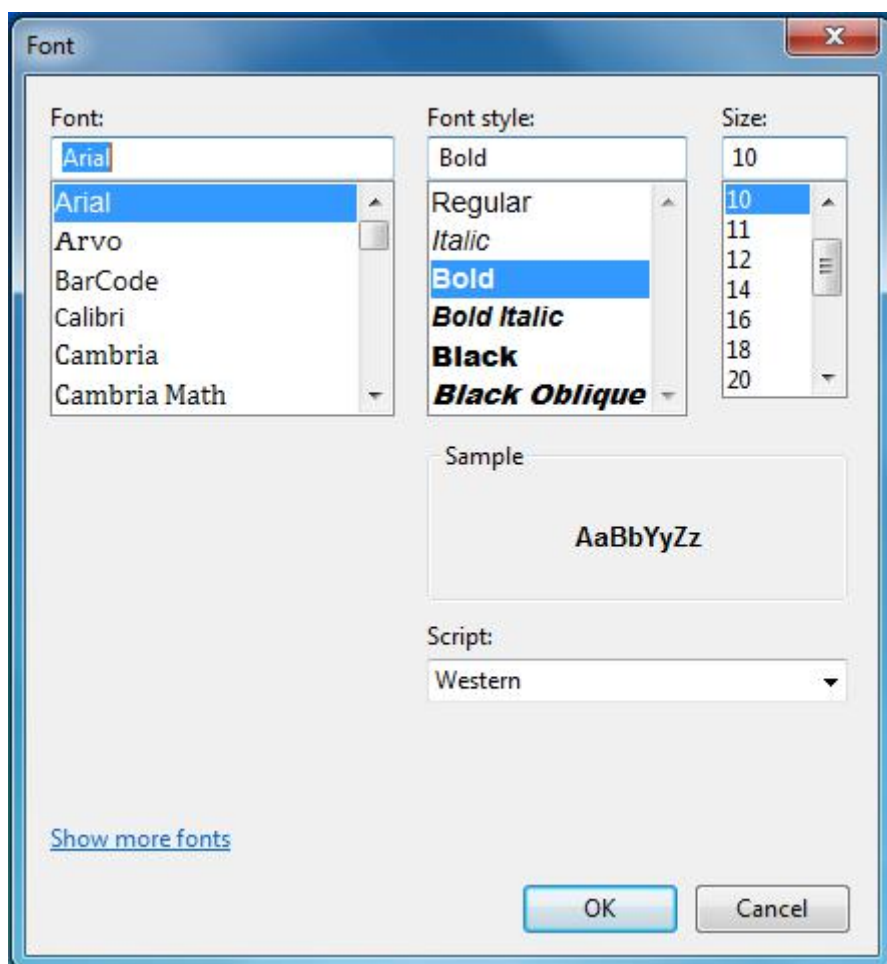 Font
Font:
Arial
Arial
Arvo
BarCode
Calibri
Cambria
Cambria Math
Font style:
Bold
Regular
Italic
Bold
Bold Italic
Black
Black Oblique
Size:
10
10
11
12
14
16
18
20
Sample
AaBbYyZz
Script:
Western
Show more fonts
OK
Cancel